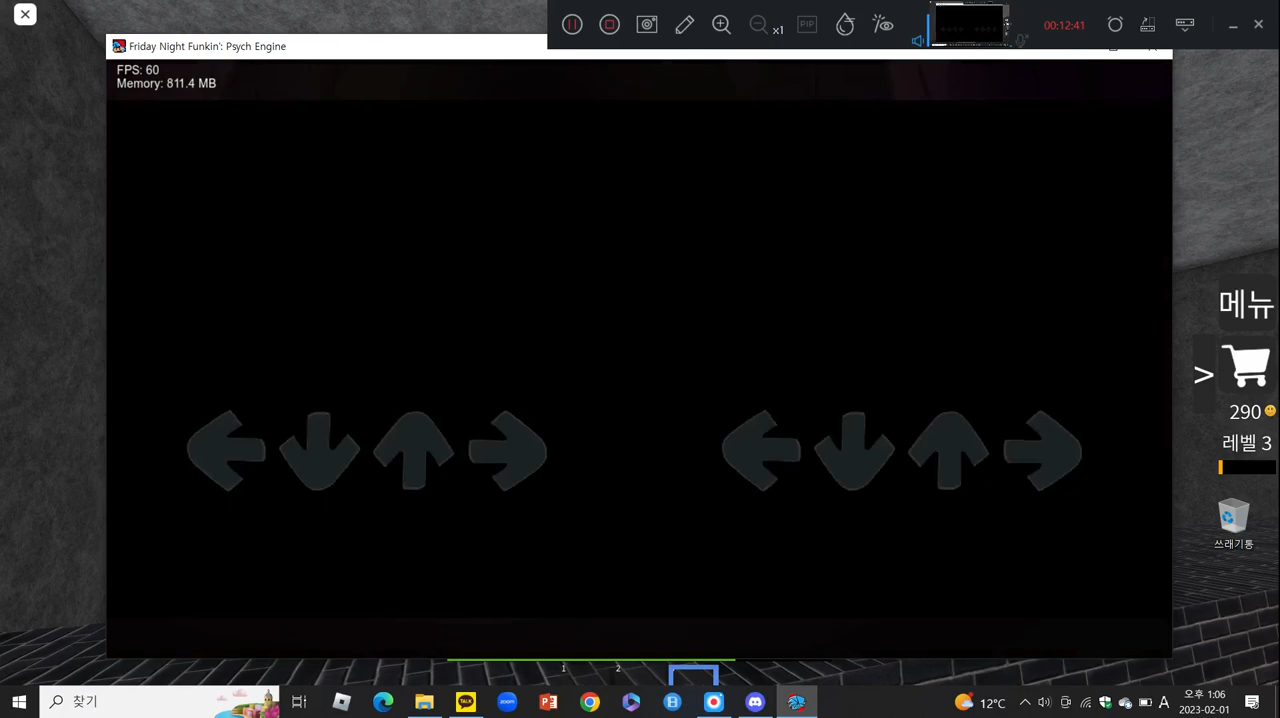 x1
PIP
00:12:41
Friday Night Funkin': Psych Engine
FPS: 60
Memory: 811.4 MB
메뉴
>
290
레벨 3
쓰레기통
1
2
찾기
TALK
zoom
12℃
A
오후 1:06
2023-02-01